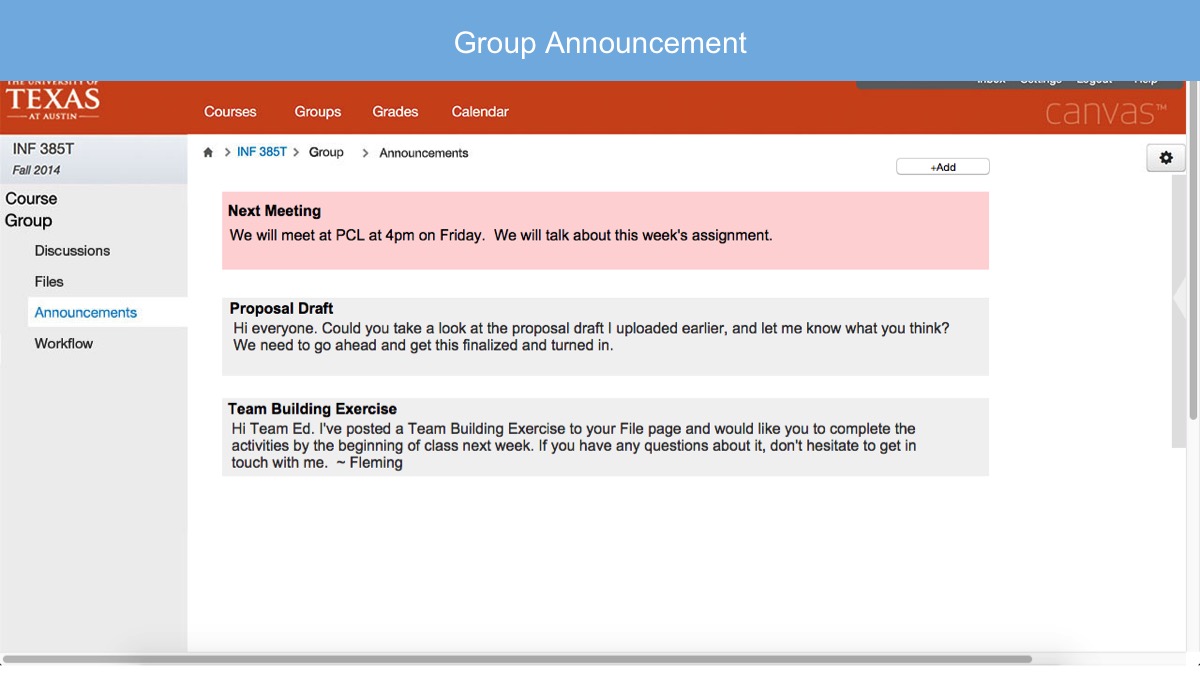 Group Announcement
THE UNIVERSITY OF
TEXAS
AT AUSTIN
Inbox Settings Logout Help
Courses Groups Grades Calendar
canvas™
INF 385T
Fall 2014
> INF 385T > Group > Announcements
+Add
Course
Group
Discussions
Files
Announcements
Workflow
Next Meeting
We will meet at PCL at 4pm on Friday. We will talk about this week's assignment.
Proposal Draft
Hi everyone. Could you take a look at the proposal draft I uploaded earlier, and let me know what you think?
We need to go ahead and get this finalized and turned in.
Team Building Exercise
Hi Team Ed. I've posted a Team Building Exercise to your File page and would like you to complete the
activities by the beginning of class next week. If you have any questions about it, don't hesitate to get in
touch with me. ~ Fleming